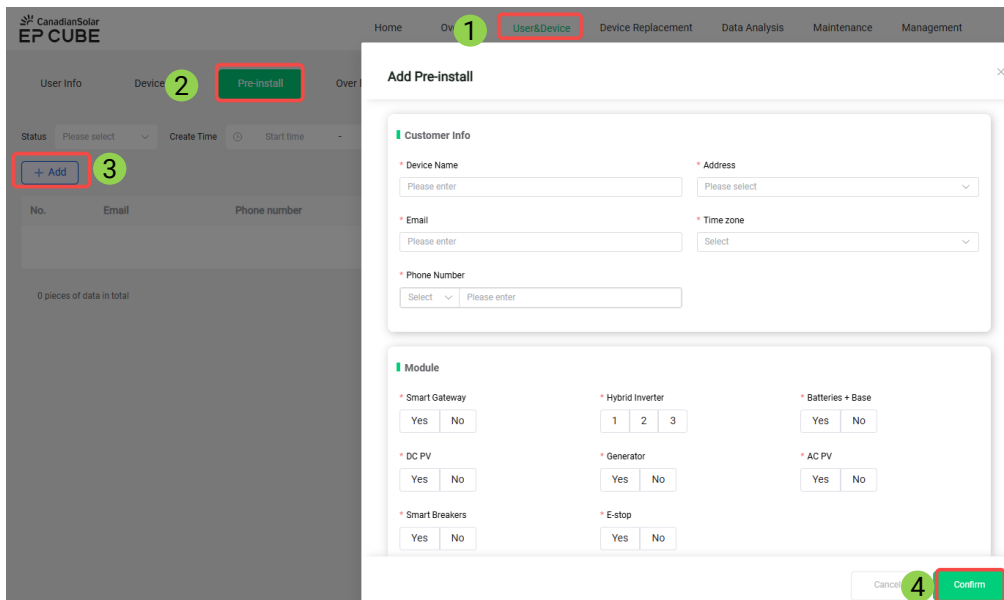 CanadianSolar
EP CUBE
Home Ov 1 User&Device Device Replacement Data Analysis Maintenance Management
User Info Device 2 Pre-install Over
Status Please select Create Time Start time -
+ Add 3
No. Email Phone number
0 pieces of data in total
Add Pre-install
Customer Info
* Device Name * Address
Please enter Please select
* Email * Time zone
Please enter Select
* Phone Number
Select Please enter
Module
* Smart Gateway * Hybrid Inverter * Batteries + Base
Yes No 1 2 3 Yes No
* DC PV * Generator * AC PV
Yes No Yes No Yes No
* Smart Breakers * E-stop
Yes No Yes No
Cancel 4 Confirm